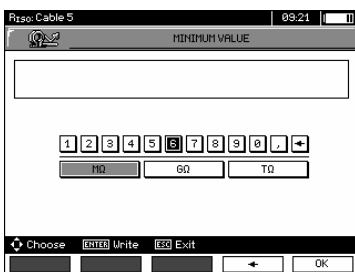 RISO: Cable 5 09:21
MINIMUM VALUE
1 2 3 4 5 6 7 8 9 0 , ←
MΩ GΩ TΩ
Choose ENTER Write ESC Exit
← OK